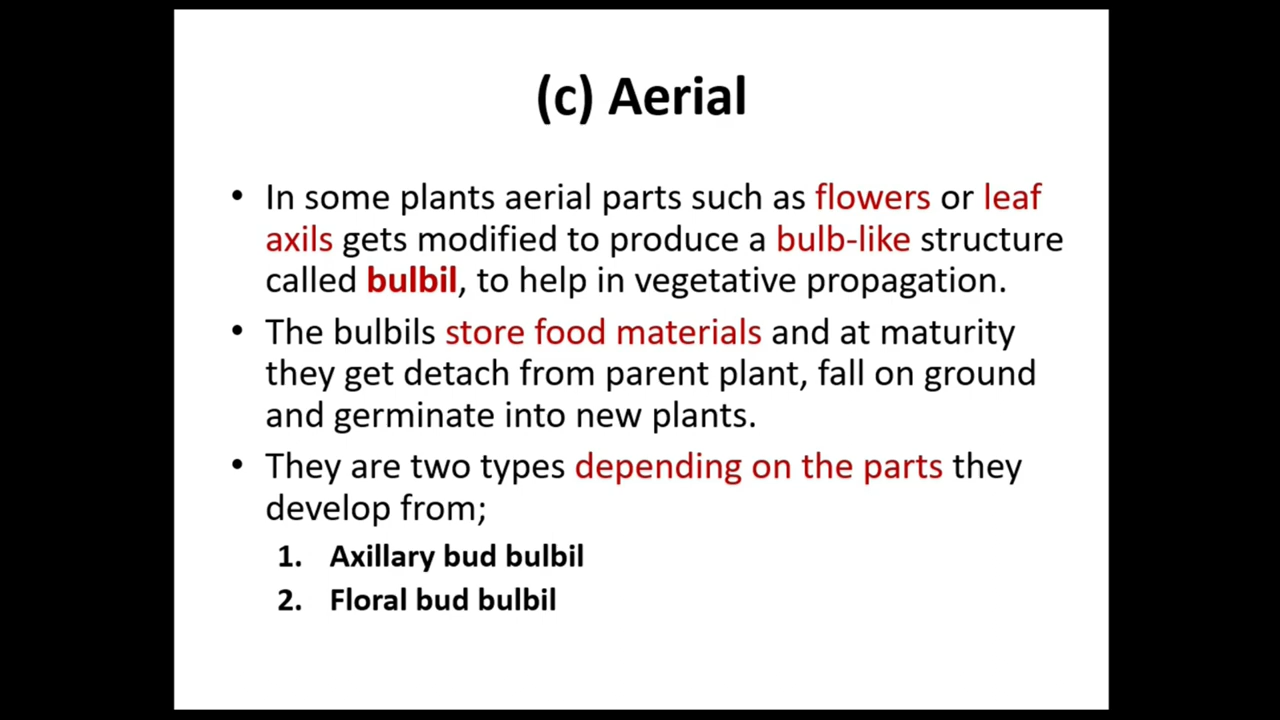 (c) Aerial
• In some plants aerial parts such as flowers or leaf
axils gets modified to produce a bulb-like structure
called bulbil, to help in vegetative propagation.
• The bulbils store food materials and at maturity
they get detach from parent plant, fall on ground
and germinate into new plants.
• They are two types depending on the parts they
develop from;
1. Axillary bud bulbil
2. Floral bud bulbil